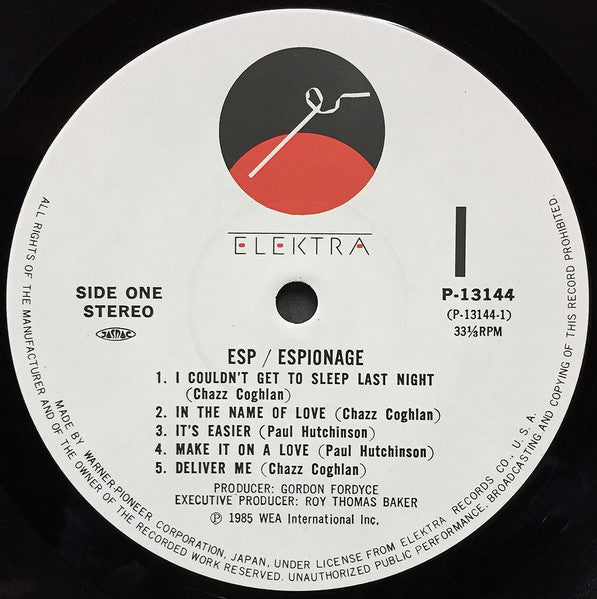 ELEKTRA
SIDE ONE
STEREO
JASRAC
P-13144
(P-13144-1)
33⅓RPM
ESP / ESPIONAGE
1. I COULDN'T GET TO SLEEP LAST NIGHT
(Chazz Coghlan)
2. IN THE NAME OF LOVE (Chazz Coghlan)
3. IT'S EASIER (Paul Hutchinson)
4. MAKE IT ON A LOVE (Paul Hutchinson)
5. DELIVER ME (Chazz Coghlan)
PRODUCER: GORDON FORDYCE
EXECUTIVE PRODUCER: ROY THOMAS BAKER
Ⓟ 1985 WEA International Inc.
MADE BY WARNER-PIONEER CORPORATION, JAPAN, UNDER LICENSE FROM ELEKTRA RECORDS CO., U.S.A.
ALL RIGHTS OF THE MANUFACTURER AND OF THE OWNER OF THE RECORDED WORK RESERVED. UNAUTHORIZED PUBLIC PERFORMANCE, BROADCASTING AND COPYING OF THIS RECORD PROHIBITED.